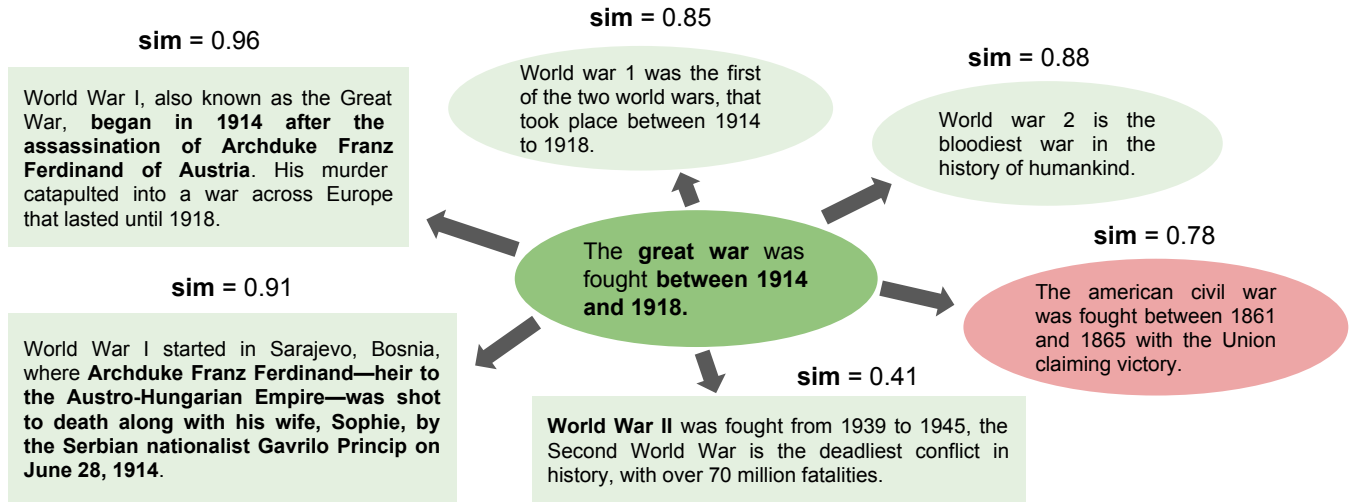 sim = 0.96
World War I, also known as the Great
War, began in 1914 after the
assassination of Archduke Franz
Ferdinand of Austria. His murder
catapulted into a war across Europe
that lasted until 1918.
sim = 0.85
World war 1 was the first
of the two world wars, that
took place between 1914
to 1918.
sim = 0.88
World war 2 is the
bloodiest war in the
history of humankind.
The great war was
fought between 1914
and 1918.
sim = 0.78
The american civil war
was fought between 1861
and 1865 with the Union
claiming victory.
sim = 0.91
World War I started in Sarajevo, Bosnia,
where Archduke Franz Ferdinand—heir to
the Austro-Hungarian Empire—was shot
to death along with his wife, Sophie, by
the Serbian nationalist Gavrilo Princip on
June 28, 1914.
sim = 0.41
World War II was fought from 1939 to 1945, the
Second World War is the deadliest conflict in
history, with over 70 million fatalities.